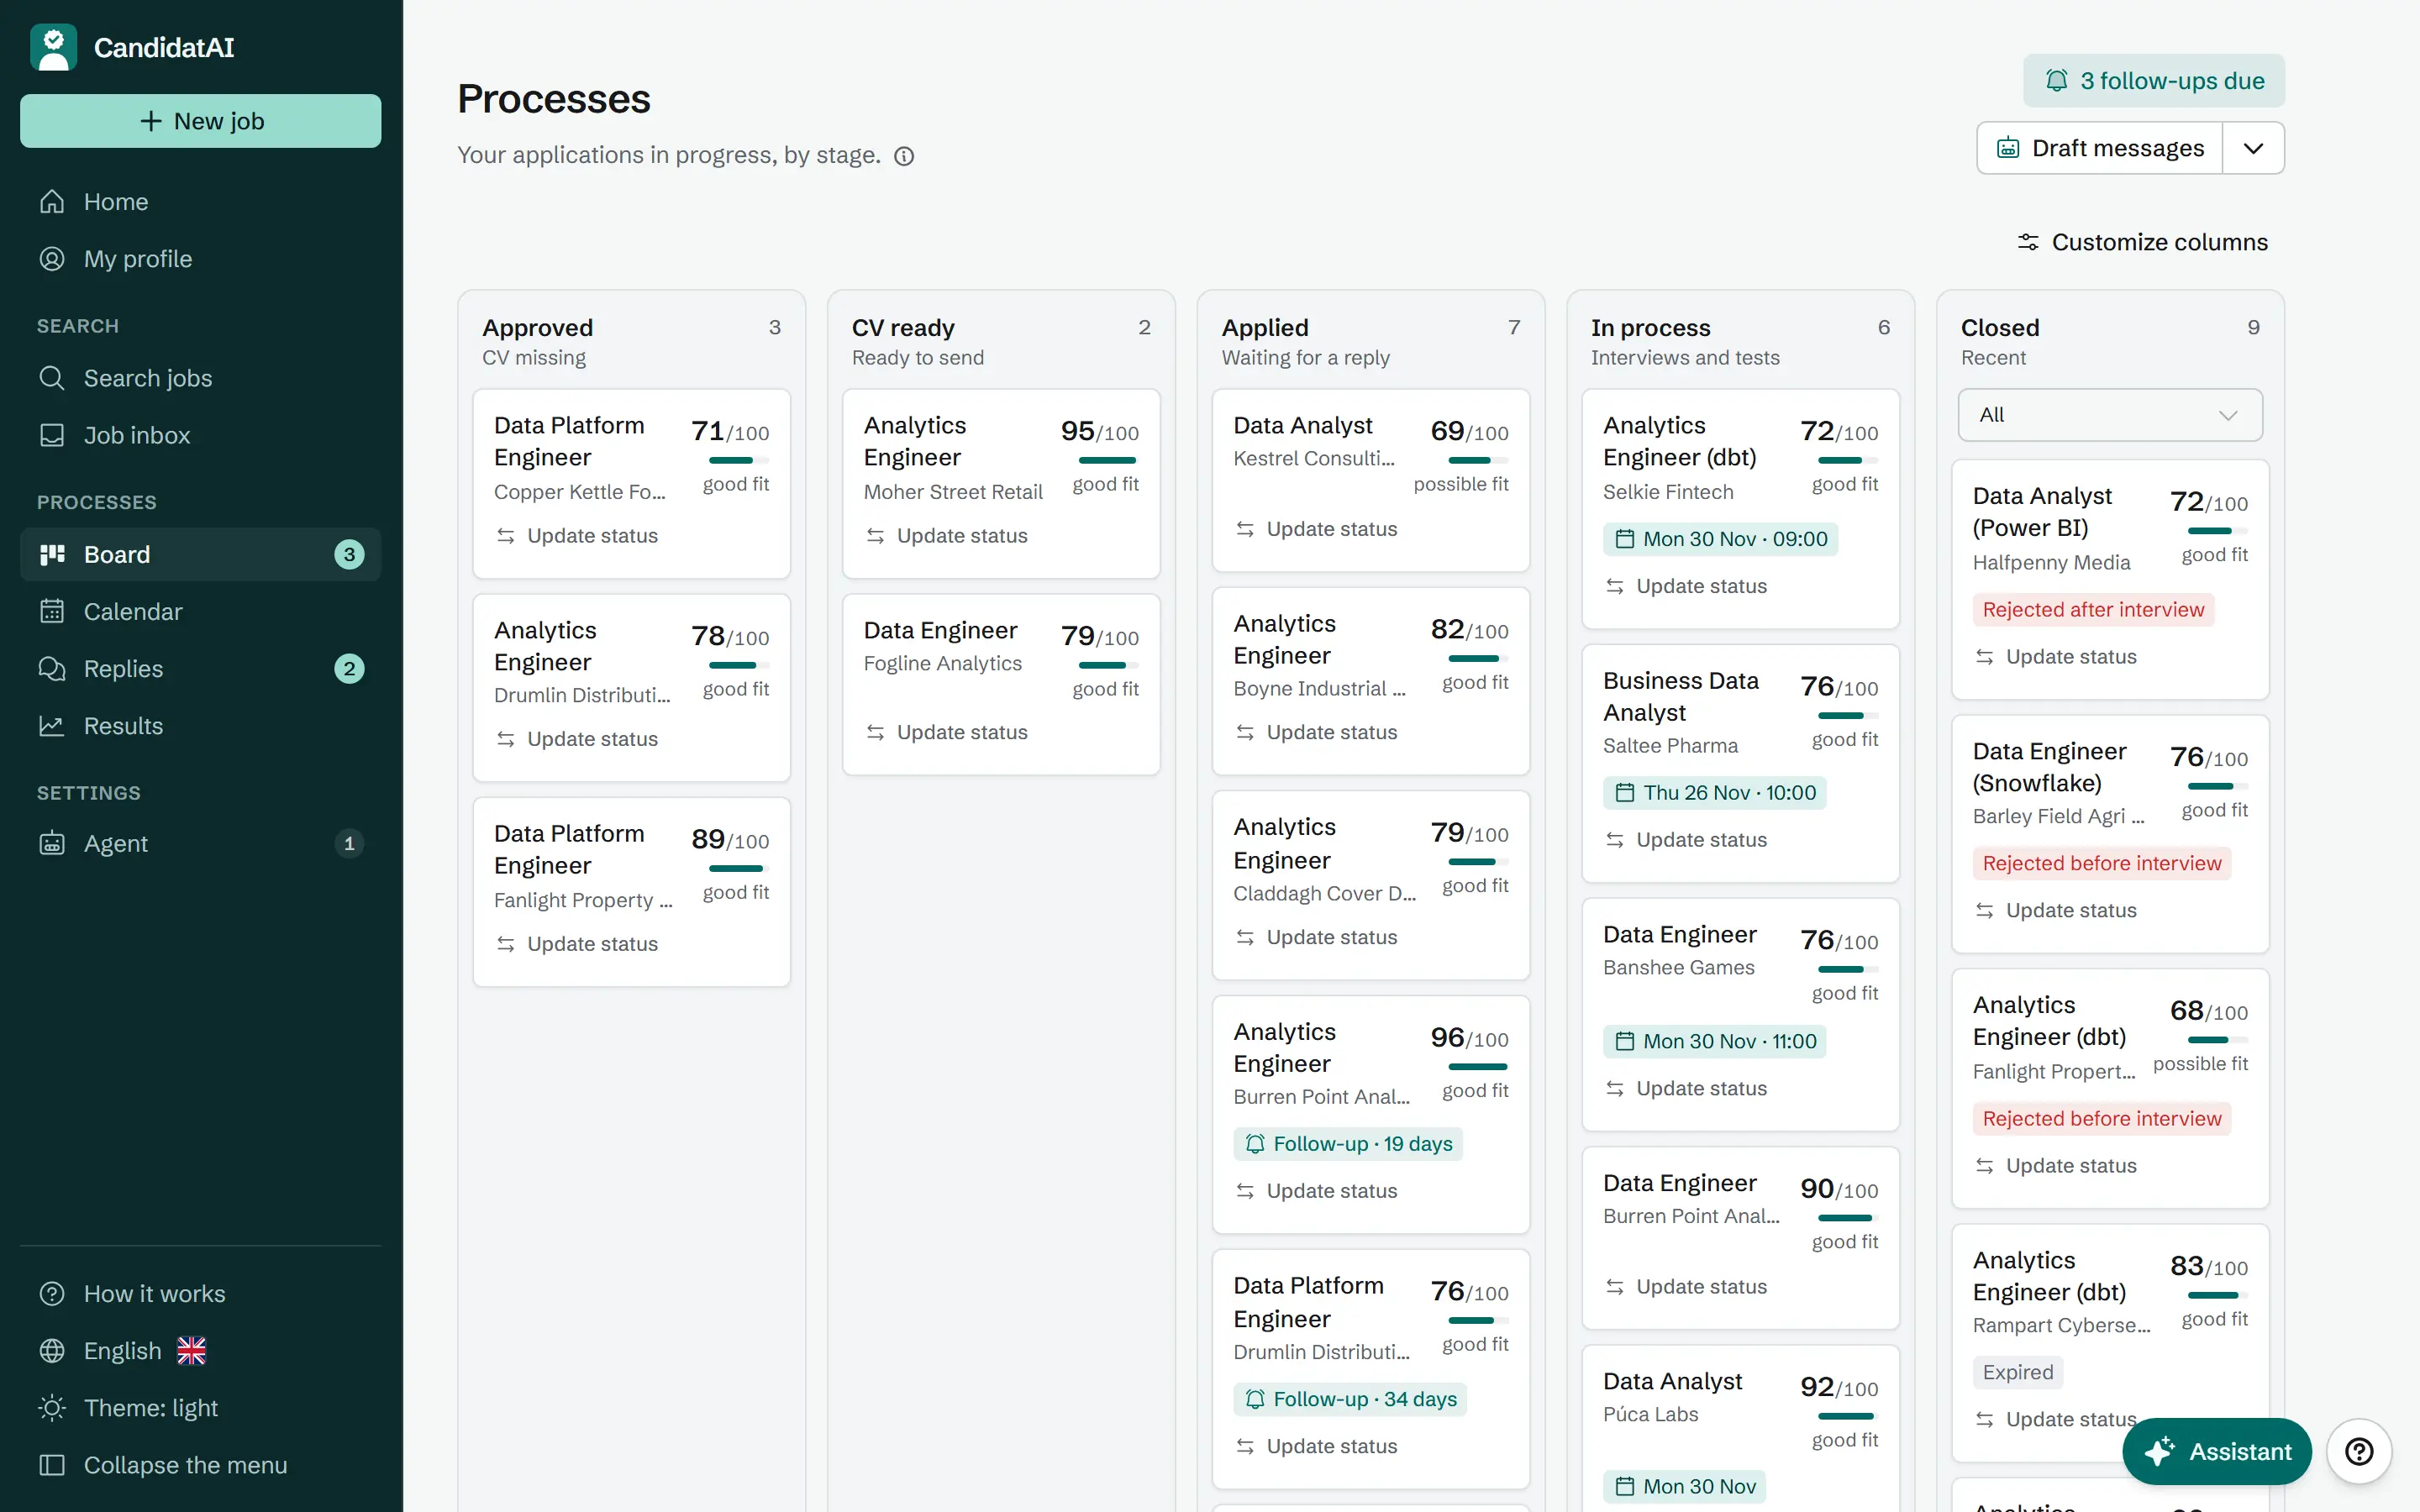 CandidatAI
New job
Home
My profile
SEARCH
Search jobs
Job inbox
PROCESSES
Board
3
Calendar
Replies
2
Results
SETTINGS
Agent
1
How it works
English
Theme: light
Collapse the menu
Processes
Your applications in progress, by stage.
3 follow-ups due
Draft messages
Customize columns
Approved
3
CV missing
Data Platform
Engineer
71/100
good fit
Copper Kettle Fo...
Update status
Analytics
Engineer
78/100
good fit
Drumlin Distributi...
Update status
Data Platform
Engineer
89/100
good fit
Fanlight Property ...
Update status
CV ready
2
Ready to send
Analytics
Engineer
95/100
good fit
Moher Street Retail
Update status
Data Engineer
79/100
good fit
Fogline Analytics
Update status
Applied
7
Waiting for a reply
Data Analyst
69/100
possible fit
Kestrel Consulti...
Update status
Analytics
Engineer
82/100
good fit
Boyne Industrial ...
Update status
Analytics
Engineer
79/100
good fit
Claddagh Cover D...
Update status
Analytics
Engineer
96/100
good fit
Burren Point Anal...
Follow-up · 19 days
Update status
Data Platform
Engineer
76/100
good fit
Drumlin Distributi...
Follow-up · 34 days
Update status
In process
6
Interviews and tests
Analytics
Engineer (dbt)
72/100
good fit
Selkie Fintech
Mon 30 Nov · 09:00
Update status
Business Data
Analyst
76/100
good fit
Saltee Pharma
Thu 26 Nov · 10:00
Update status
Data Engineer
76/100
good fit
Banshee Games
Mon 30 Nov · 11:00
Update status
Data Engineer
90/100
good fit
Burren Point Anal...
Update status
Data Analyst
92/100
good fit
Púca Labs
Mon 30 Nov
Closed
9
Recent
All
Data Analyst
(Power BI)
72/100
good fit
Halfpenny Media
Rejected after interview
Update status
Data Engineer
(Snowflake)
76/100
good fit
Barley Field Agri ...
Rejected before interview
Update status
Analytics
Engineer (dbt)
68/100
possible fit
Fanlight Propert...
Rejected before interview
Update status
Analytics
Engineer (dbt)
83/100
good fit
Rampart Cyberse...
Expired
Update status
Assistant